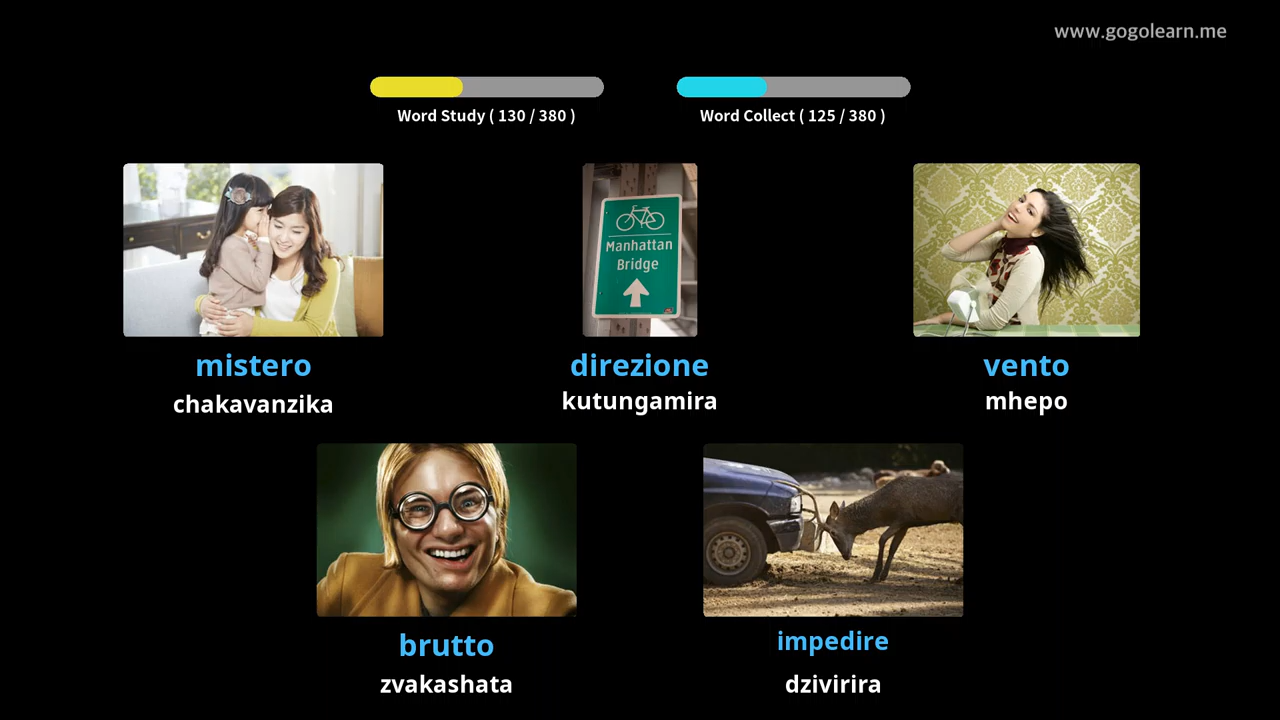 www.gogolearn.me
Word Study ( 130 / 380 )
Word Collect ( 125 / 380 )
Manhattan
Bridge
mistero
chakavanzika
direzione
kutungamira
vento
mhepo
brutto
zvakashata
impedire
dzivirira